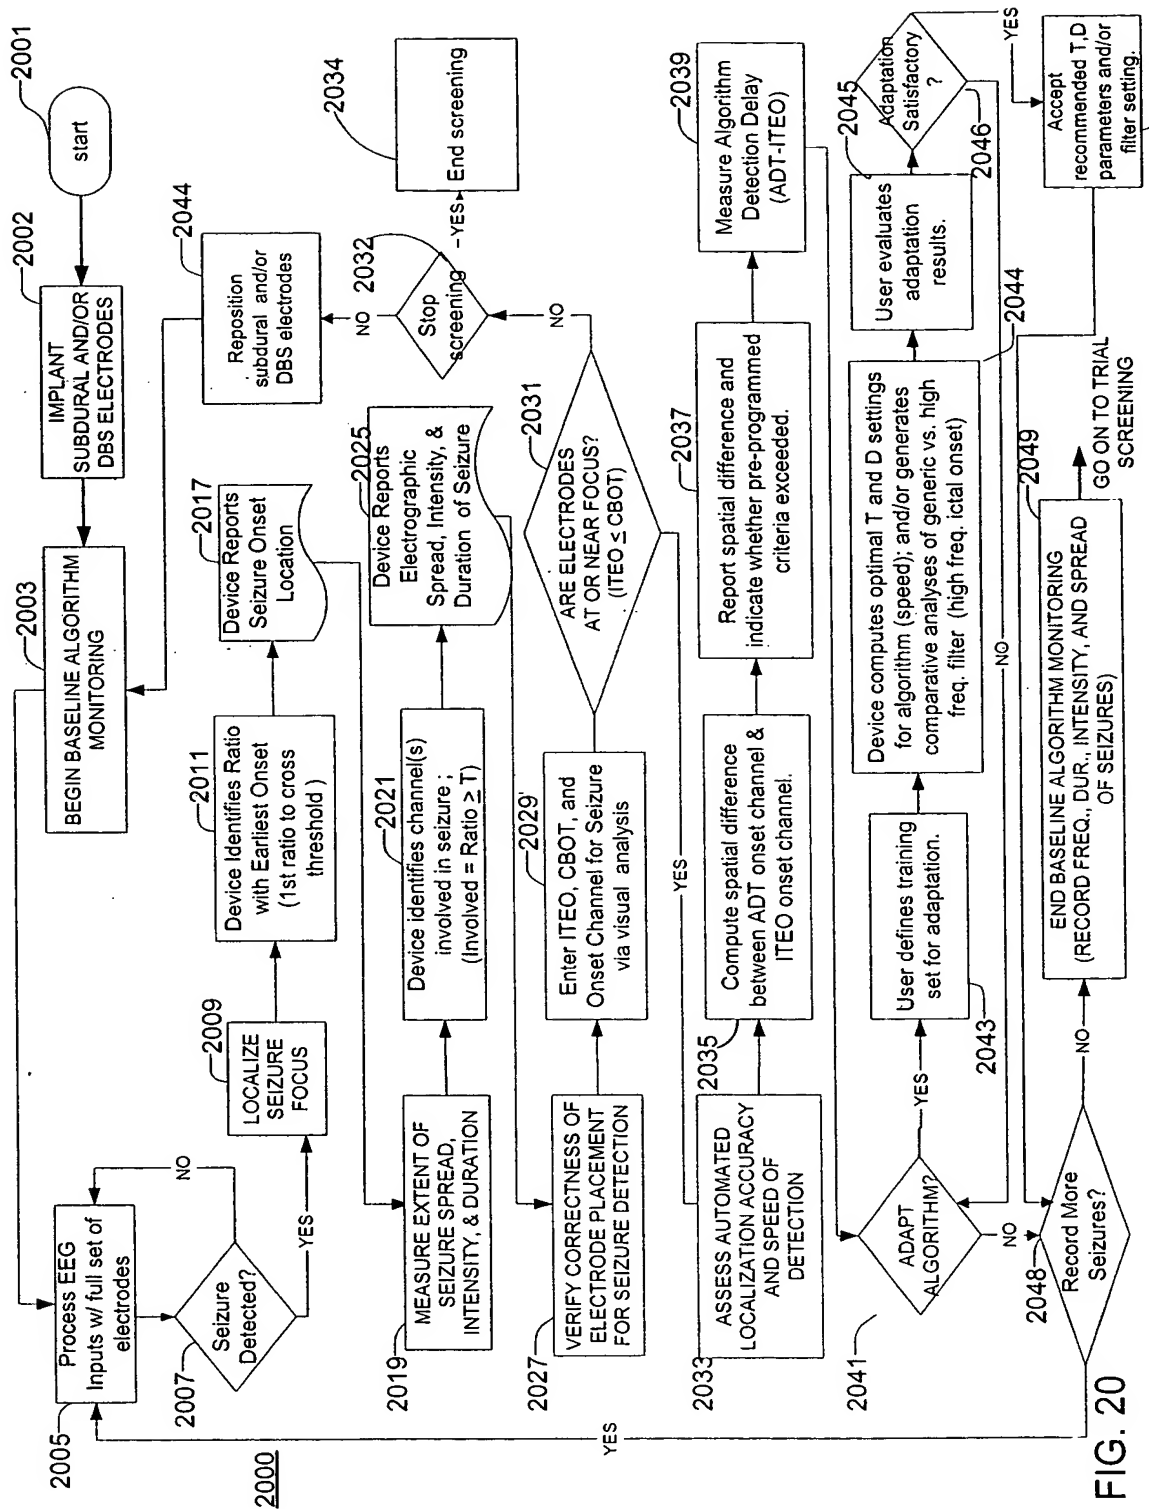 2001
start
2002
IMPLANT
SUBDURAL AND/OR
DBS ELECTRODES
2003
BEGIN BASELINE ALGORITHM
MONITORING
2005
Process EEG
Inputs w/ full set of
electrodes
2007
Seizure
Detected?
NO
YES
2009
LOCALIZE
SEIZURE
FOCUS
2011
Device Identifies Ratio
with Earliest Onset
(1st ratio to cross
threshold )
2017
Device Reports
Seizure Onset
Location
2044
Reposition
subdural and/or
DBS electrodes
2019
MEASURE EXTENT OF
SEIZURE SPREAD,
INTENSITY, & DURATION
2021
Device identifies channel(s)
involved in seizure ;
(Involved = Ratio ≥ T)
2025
Device Reports
Electrographic
Spread, Intensity, &
Duration of Seizure
NO
2032
Stop
screening
YES
2034
End screening
2027
VERIFY CORRECTNESS OF
ELECTRODE PLACEMENT
FOR SEIZURE DETECTION
2029'
Enter ITEO, CBOT, and
Onset Channel for Seizure
via visual analysis
2031
ARE ELECTRODES
AT OR NEAR FOCUS?
(ITEO ≤ CBOT)
NO
YES
2033
ASSESS AUTOMATED
LOCALIZATION ACCURACY
AND SPEED OF
DETECTION
2035
Compute spatial difference
between ADT onset channel &
ITEO onset channel.
2037
Report spatial difference and
indicate whether pre-programmed
criteria exceeded.
2039
Measure Algorithm
Detection Delay
(ADT-ITEO)
2041
ADAPT
ALGORITHM?
YES
NO
2043
User defines training
set for adaptation.
2044
Device computes optimal T and D settings
for algorithm (speed); and/or generates
comparative analyses of generic vs. high
freq. filter (high freq. ictal onset)
2045
User evaluates
adaptation
results.
2046
Adaptation
Satisfactory
?
YES
NO
Accept
recommended T,D
parameters and/or
filter setting.
2048
Record More
Seizures?
NO
YES
2049
END BASELINE ALGORITHM MONITORING
(RECORD FREQ., DUR., INTENSITY, AND SPREAD
OF SEIZURES)
GO ON TO TRIAL
SCREENING
2000
FIG. 20